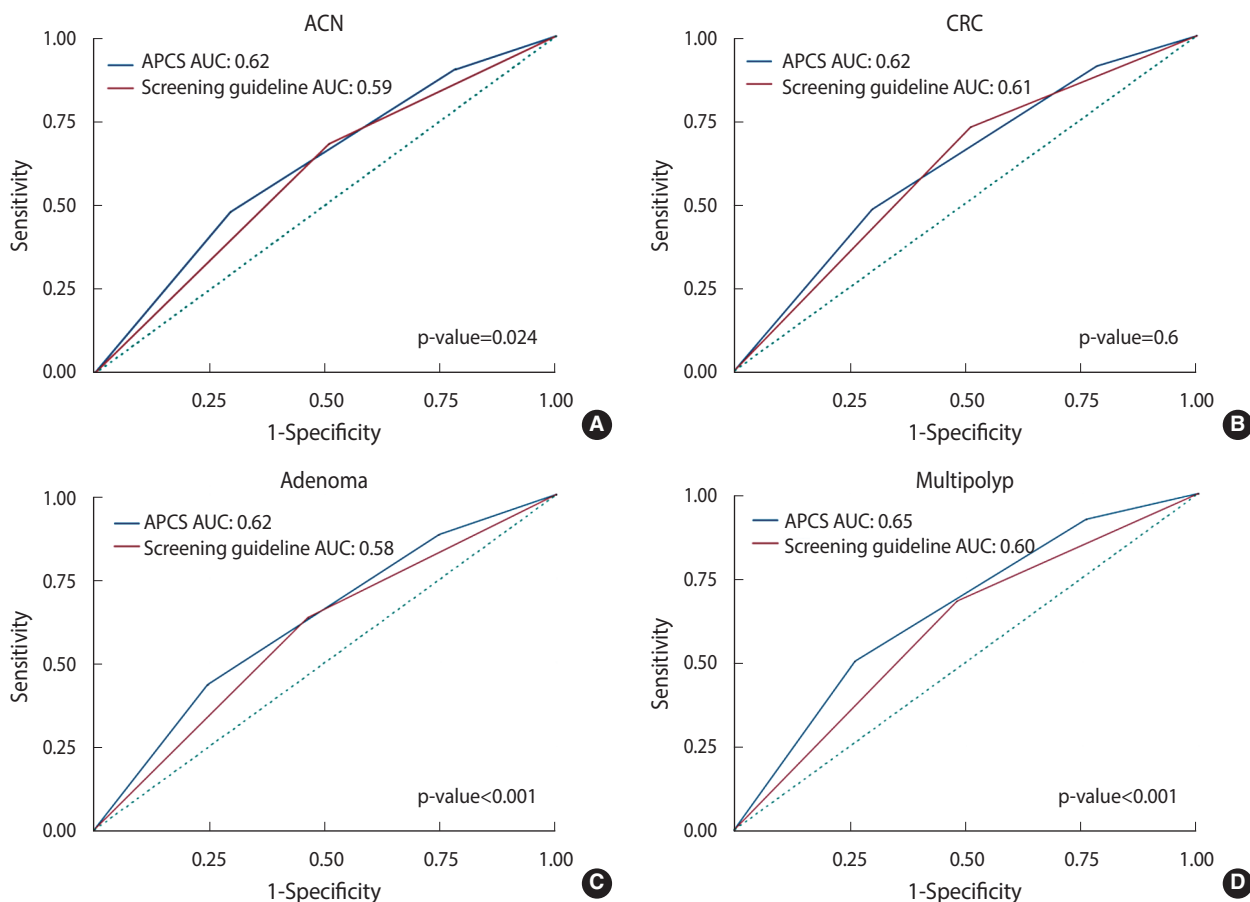 ACN
1.00
0.75
0.50
0.25
0.00
Sensitivity
APCS AUC: 0.62
Screening guideline AUC: 0.59
p-value=0.024
0.25 0.50 0.75 1.00
1-Specificity
A
CRC
1.00
0.75
0.50
0.25
0.00
Sensitivity
APCS AUC: 0.62
Screening guideline AUC: 0.61
p-value=0.6
0.25 0.50 0.75 1.00
1-Specificity
B
Adenoma
1.00
0.75
0.50
0.25
0.00
Sensitivity
APCS AUC: 0.62
Screening guideline AUC: 0.58
p-value<0.001
0.25 0.50 0.75 1.00
1-Specificity
C
Multipolyp
1.00
0.75
0.50
0.25
0.00
Sensitivity
APCS AUC: 0.65
Screening guideline AUC: 0.60
p-value<0.001
0.25 0.50 0.75 1.00
1-Specificity
D